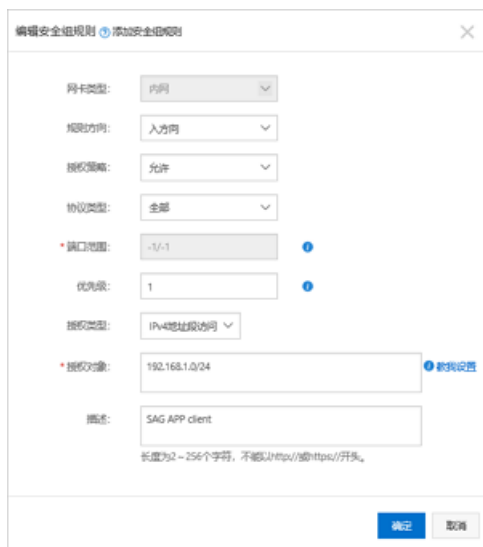 编辑安全组规则 添加安全组规则
网卡类型: 内网
规则方向: 入方向
授权策略: 允许
协议类型: 全部
* 端口范围: -1/-1
优先级: 1
授权类型: IPv4地址段访问
* 授权对象: 192.168.1.0/24 教我设置
描述: SAG APP client
长度为2~256个字符，不能以http://或https://开头。
确定 取消